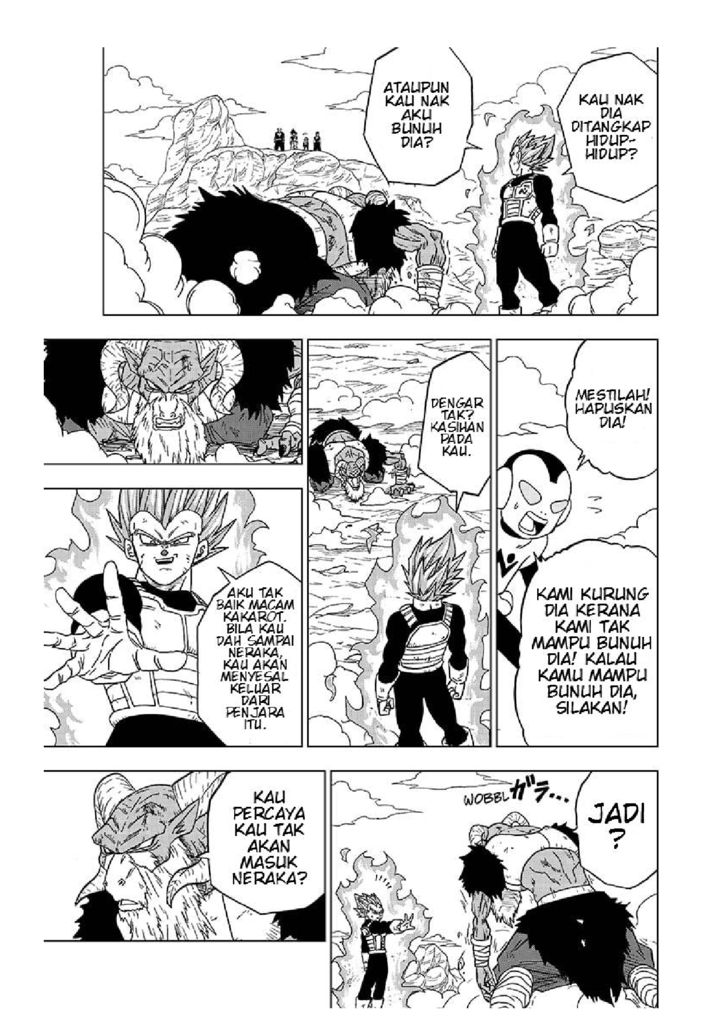 KAU NAK
DIA
DITANGKAP
HIDUP-
HIDUP?
ATAUPUN
KAU NAK
AKU
BUNUH
DIA?
MESTILAH!
HAPUSKAN
DIA!
KAMI KURUNG
DIA KERANA
KAMI TAK
MAMPU BUNUH
DIA! KALAU
KAMU MAMPU
BUNUH DIA,
SILAKAN!
DENGAR
TAK?
KASIHAN
PADA
KAU.
AKU TAK
BAIK MACAM
KAKAROT.
BILA KAU
DAH SAMPAI
NERAKA,
KAU AKAN
MENYESAL
KELUAR
DARI
PENJARA
ITU.
JADI
?
WOBBL ガラ...
KAU
PERCAYA
KAU TAK
AKAN
MASUK
NERAKA?